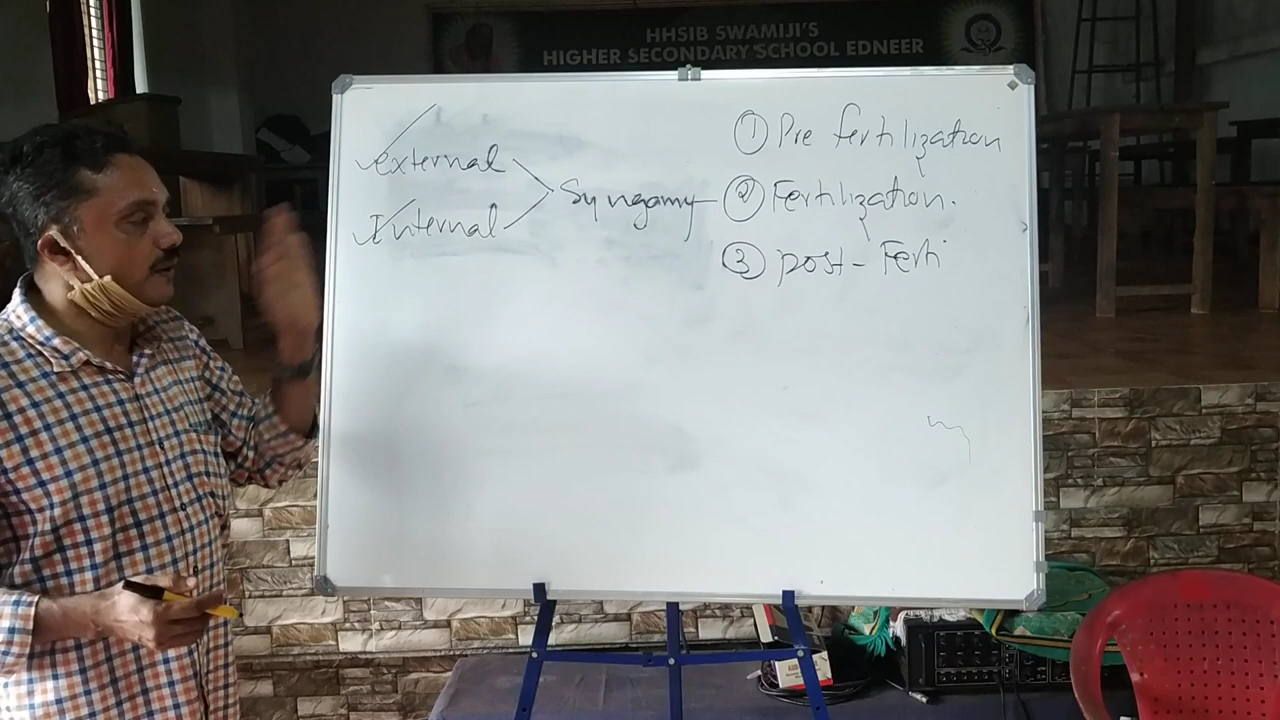 HHSIB SWAMIJI'S
HIGHER SECONDARY SCHOOL EDNEER
① Pre fertilization
external
Syngamy
② Fertilization.
Internal
③ post - Ferti